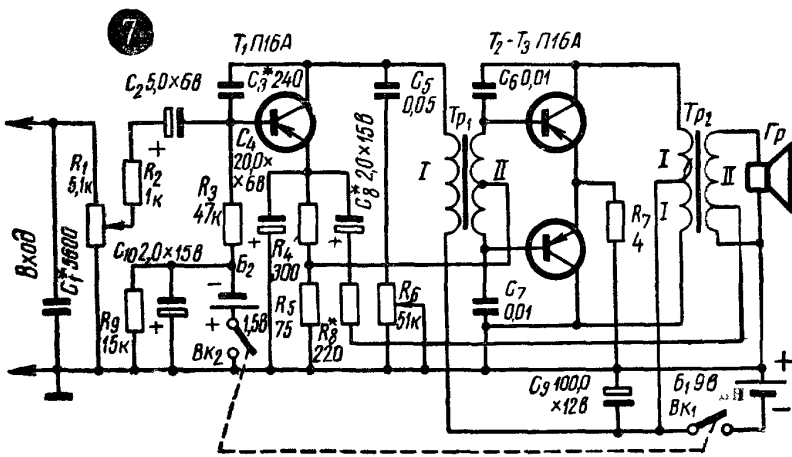 7
T₁ П16А
T₂-T₃ П16А
C₂ 5,0×6в
C₃* 240
C₅
0,05
C₆ 0,01
Тр₁
Тр₂
Гр
+
C₄
20,0×
×6в
C₈* 2,0×15в
R₁
5,1к
R₂
1к
R₃
47к
I
II
I
I
II
R₇
4
Вход
C₁* 5600
C₁₀ 2,0×15в
Б₂
-
+
+
R₄
300
R₆
51к
C₇
0,01
R₉
15к
+
+
1,5в
R₅
75
R₈*
220
Вк₂
C₉ 100,0
×12в
Б₁ 9в
+
-
Вк₁